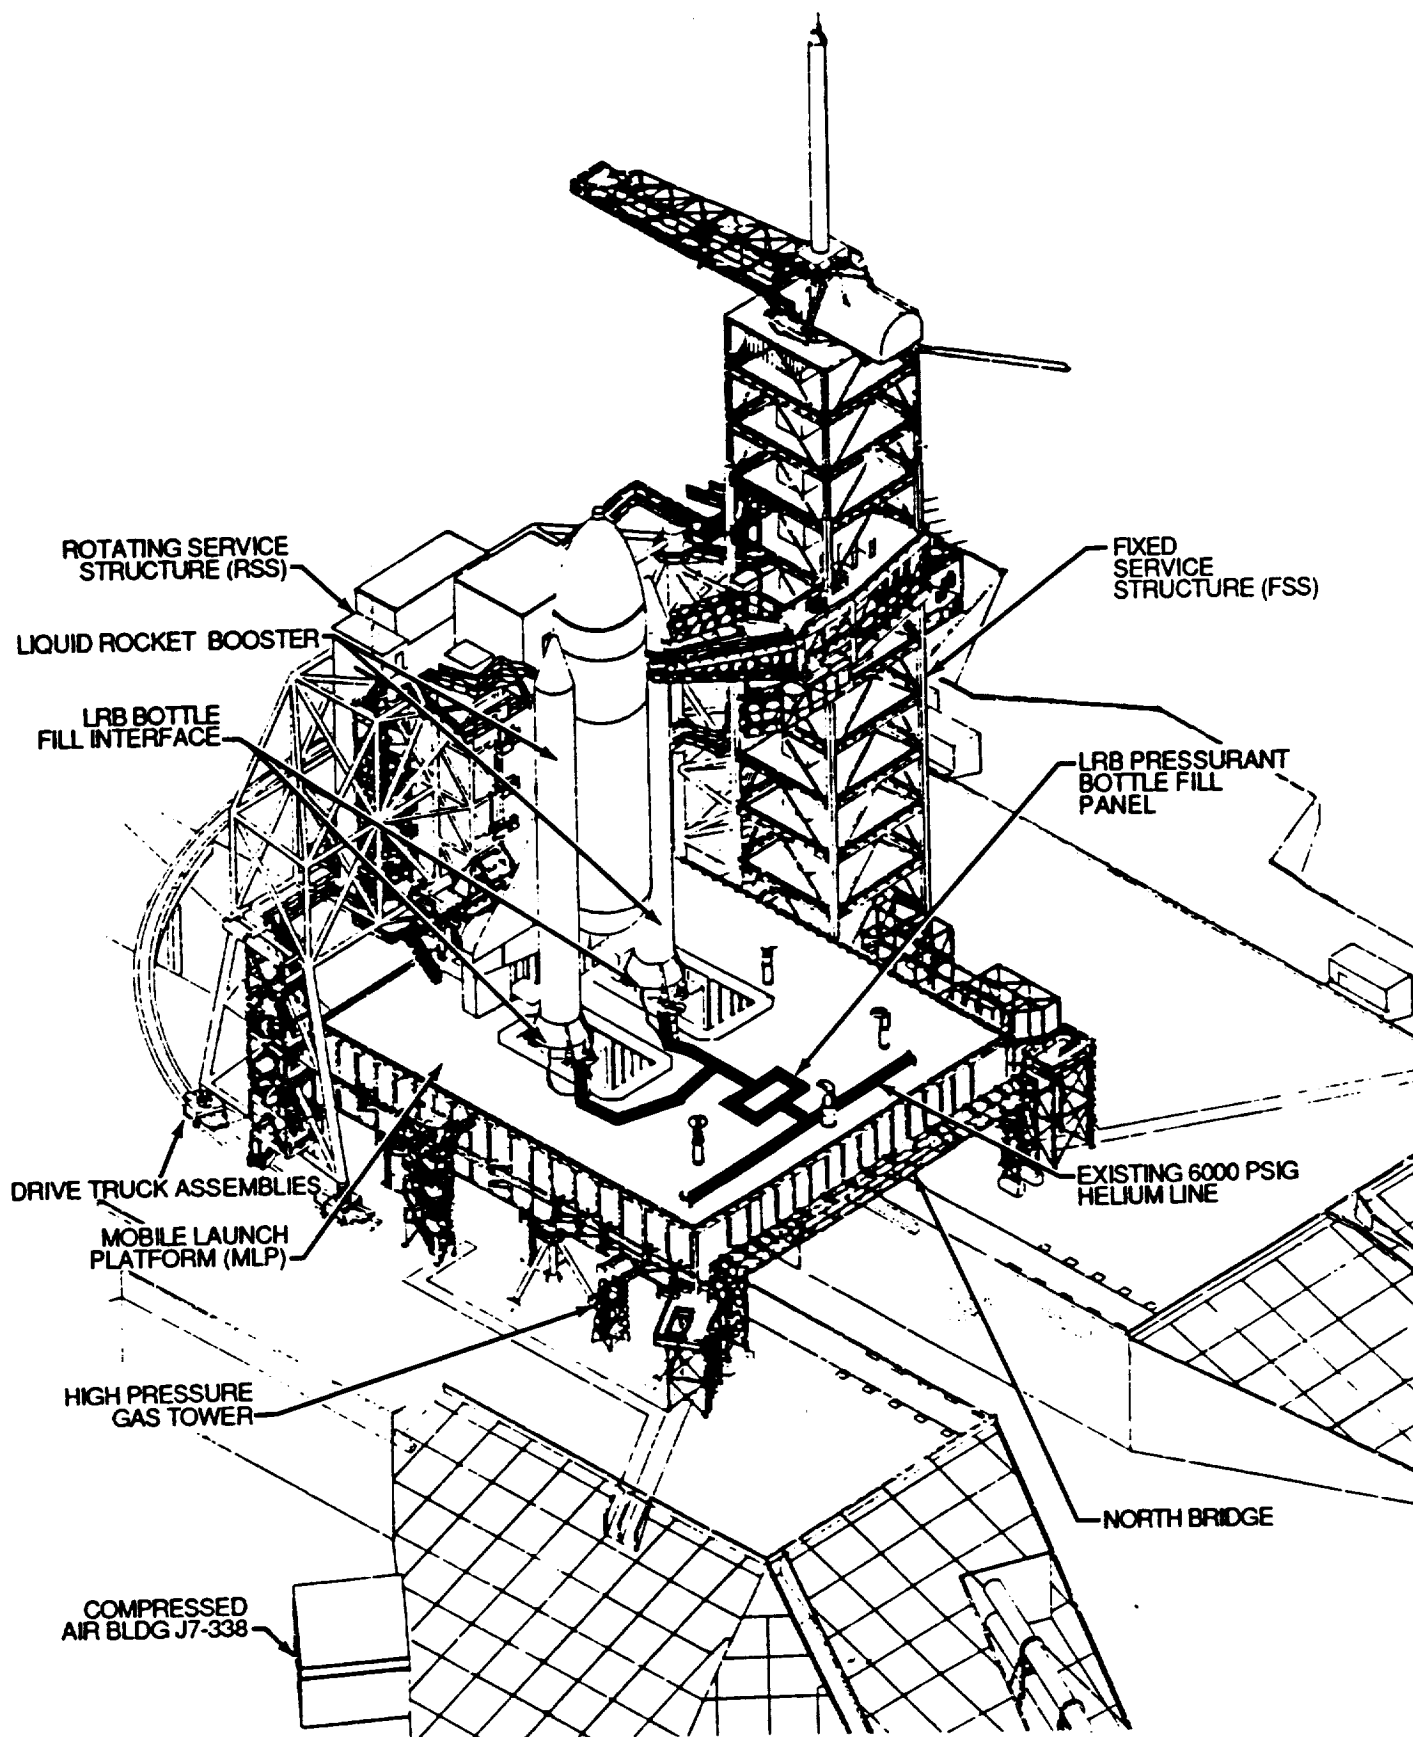 ROTATING SERVICE
STRUCTURE (RSS)
LIQUID ROCKET BOOSTER
LRB BOTTLE
FILL INTERFACE
DRIVE TRUCK ASSEMBLIES
MOBILE LAUNCH
PLATFORM (MLP)
HIGH PRESSURE
GAS TOWER
COMPRESSED
AIR BLDG J7-338
FIXED
SERVICE
STRUCTURE (FSS)
LRB PRESSURANT
BOTTLE FILL
PANEL
EXISTING 6000 PSIG
HELIUM LINE
NORTH BRIDGE